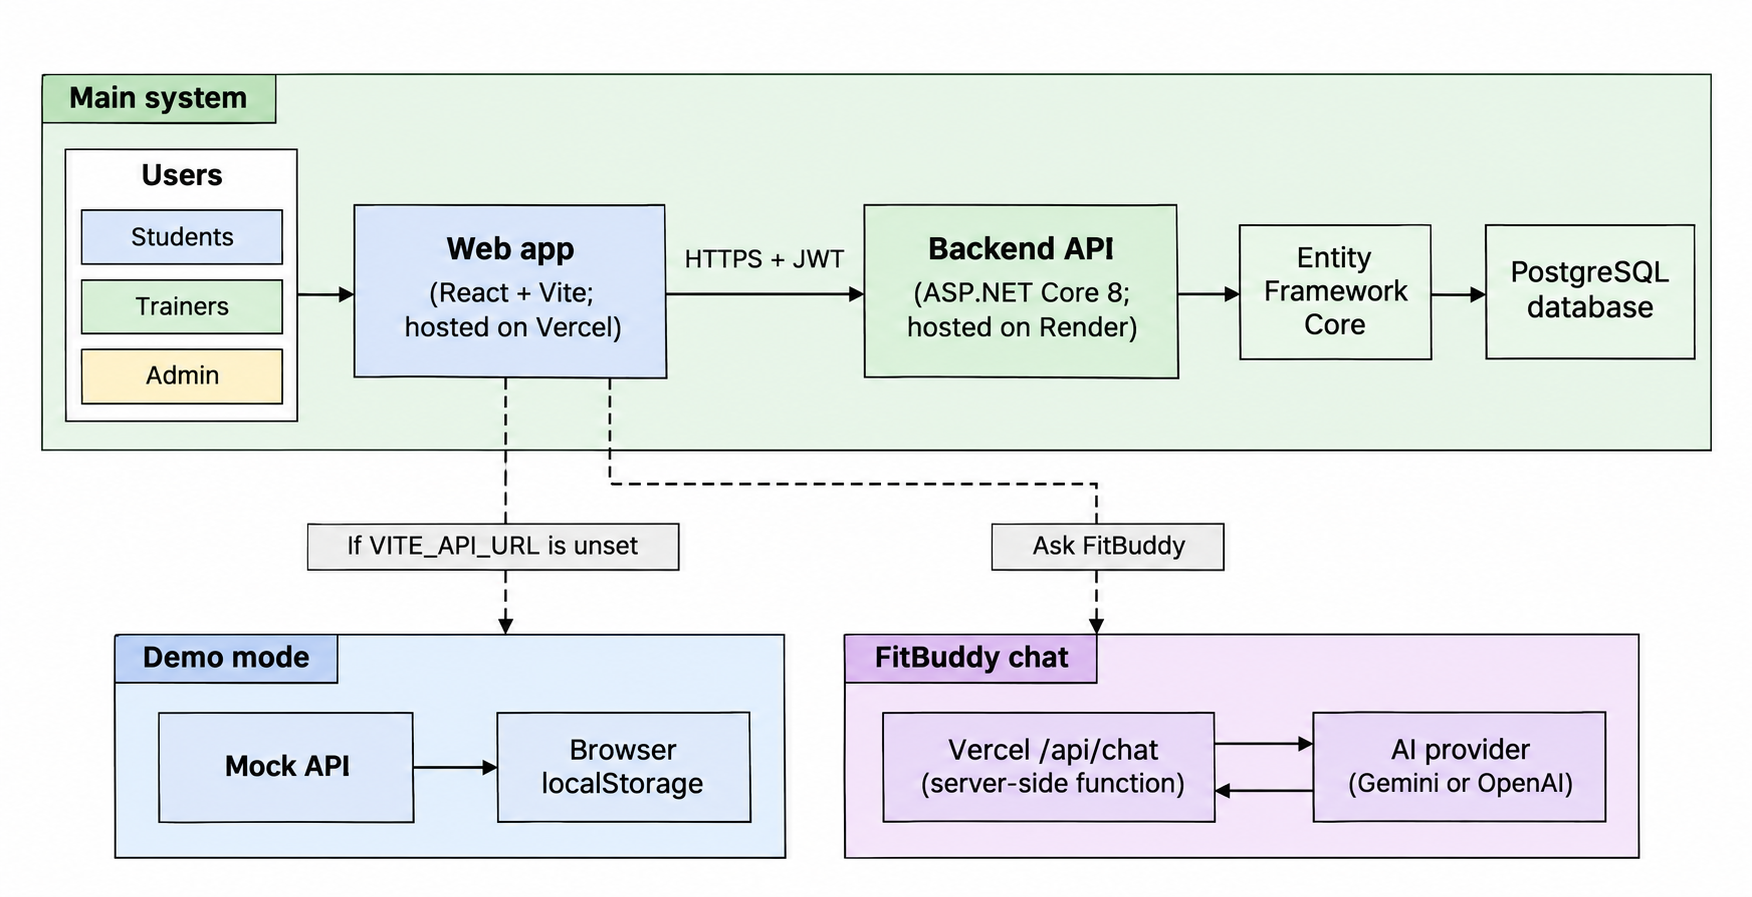 Main system
Users
Students
Trainers
Admin
Web app
(React + Vite;
hosted on Vercel)
HTTPS + JWT
Backend API
(ASP.NET Core 8;
hosted on Render)
Entity
Framework
Core
PostgreSQL
database
If VITE_API_URL is unset
Ask FitBuddy
Demo mode
Mock API
Browser
localStorage
FitBuddy chat
Vercel /api/chat
(server-side function)
AI provider
(Gemini or OpenAI)